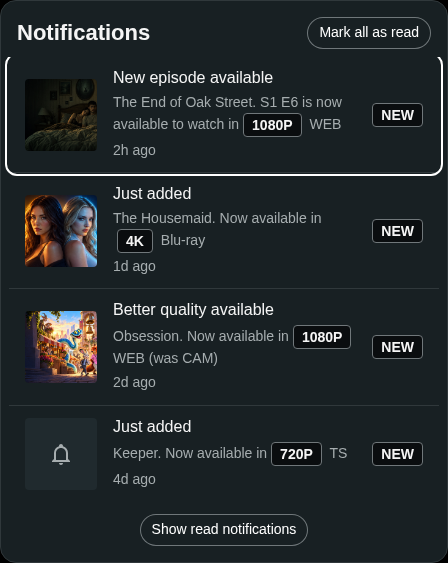 Notifications
Mark all as read
New episode available
The End of Oak Street. S1 E6 is now
available to watch in 1080P WEB
2h ago
NEW
Just added
The Housemaid. Now available in
4K Blu-ray
1d ago
NEW
Better quality available
Obsession. Now available in 1080P
WEB (was CAM)
2d ago
NEW
Just added
Keeper. Now available in 720P TS
4d ago
NEW
Show read notifications